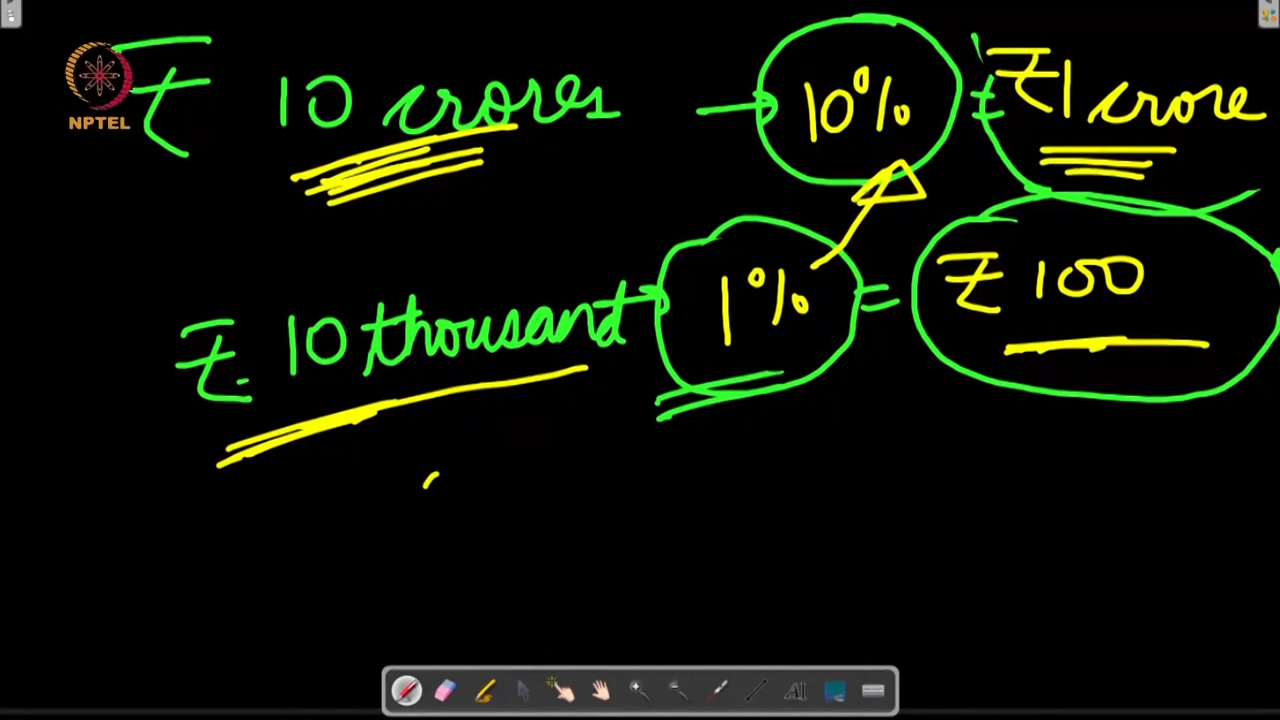 ₹ 10 crores → 10% = ₹1 crore
NPTEL
₹ 10 thousand → 1% = ₹ 100